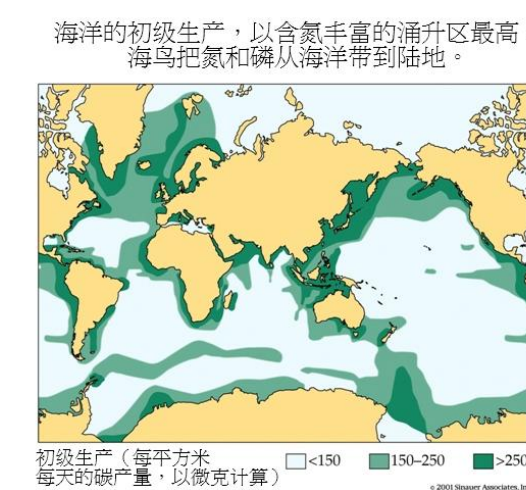 海洋的初级生产，以含氮丰富的涌升区最高
海鸟把氮和磷从海洋带到陆地。
初级生产（每平方米
每天的碳产量，以微克计算）
<150
150–250
>250
© 2001 Sinauer Associates, In